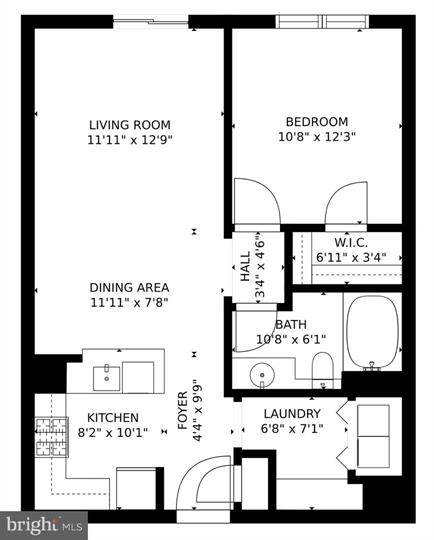 LIVING ROOM
11'11" x 12'9"
BEDROOM
10'8" x 12'3"
HALL
3'4" x 4'6"
W.I.C.
6'11" x 3'4"
DINING AREA
11'11" x 7'8"
BATH
10'8" x 6'1"
KITCHEN
8'2" x 10'1"
FOYER
4'4" x 9'9"
LAUNDRY
6'8" x 7'1"
bright MLS